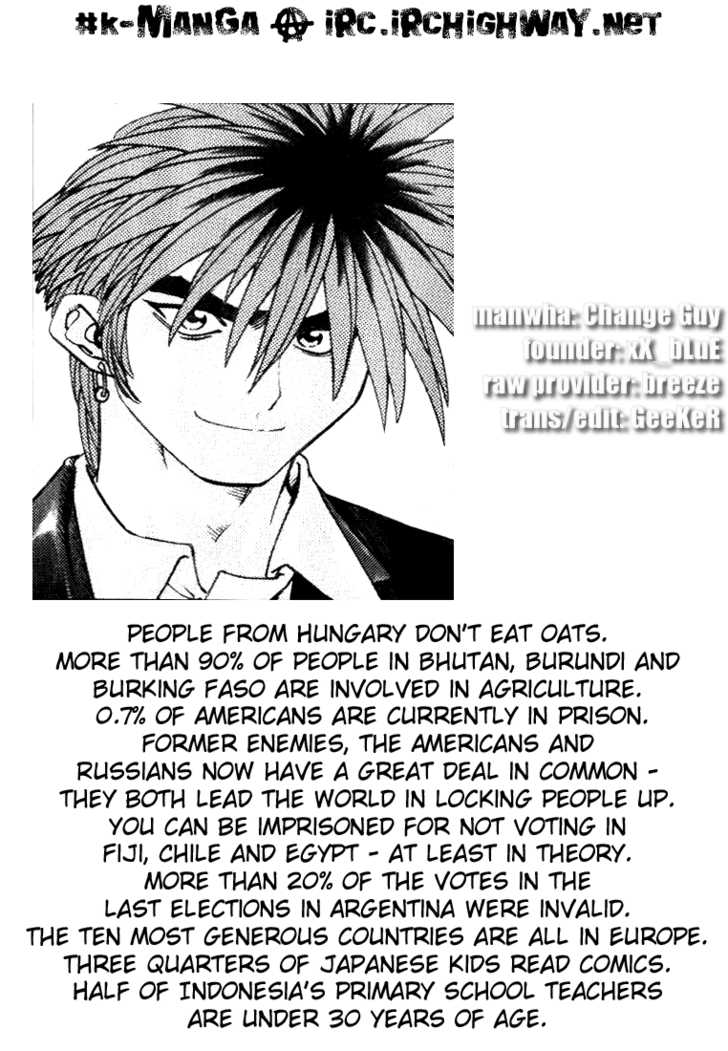 #K-MANGA @ IRC.IRCHIGHWAY.NET
manwha: Change Guy
founder: xX_bLuE
raw provider: breeze
trans/edit: GeeKeR
PEOPLE FROM HUNGARY DON'T EAT OATS.
MORE THAN 90% OF PEOPLE IN BHUTAN, BURUNDI AND
BURKING FASO ARE INVOLVED IN AGRICULTURE.
0.7% OF AMERICANS ARE CURRENTLY IN PRISON.
FORMER ENEMIES, THE AMERICANS AND
RUSSIANS NOW HAVE A GREAT DEAL IN COMMON -
THEY BOTH LEAD THE WORLD IN LOCKING PEOPLE UP.
YOU CAN BE IMPRISONED FOR NOT VOTING IN
FIJI, CHILE AND EGYPT - AT LEAST IN THEORY.
MORE THAN 20% OF THE VOTES IN THE
LAST ELECTIONS IN ARGENTINA WERE INVALID.
THE TEN MOST GENEROUS COUNTRIES ARE ALL IN EUROPE.
THREE QUARTERS OF JAPANESE KIDS READ COMICS.
HALF OF INDONESIA'S PRIMARY SCHOOL TEACHERS
ARE UNDER 30 YEARS OF AGE.